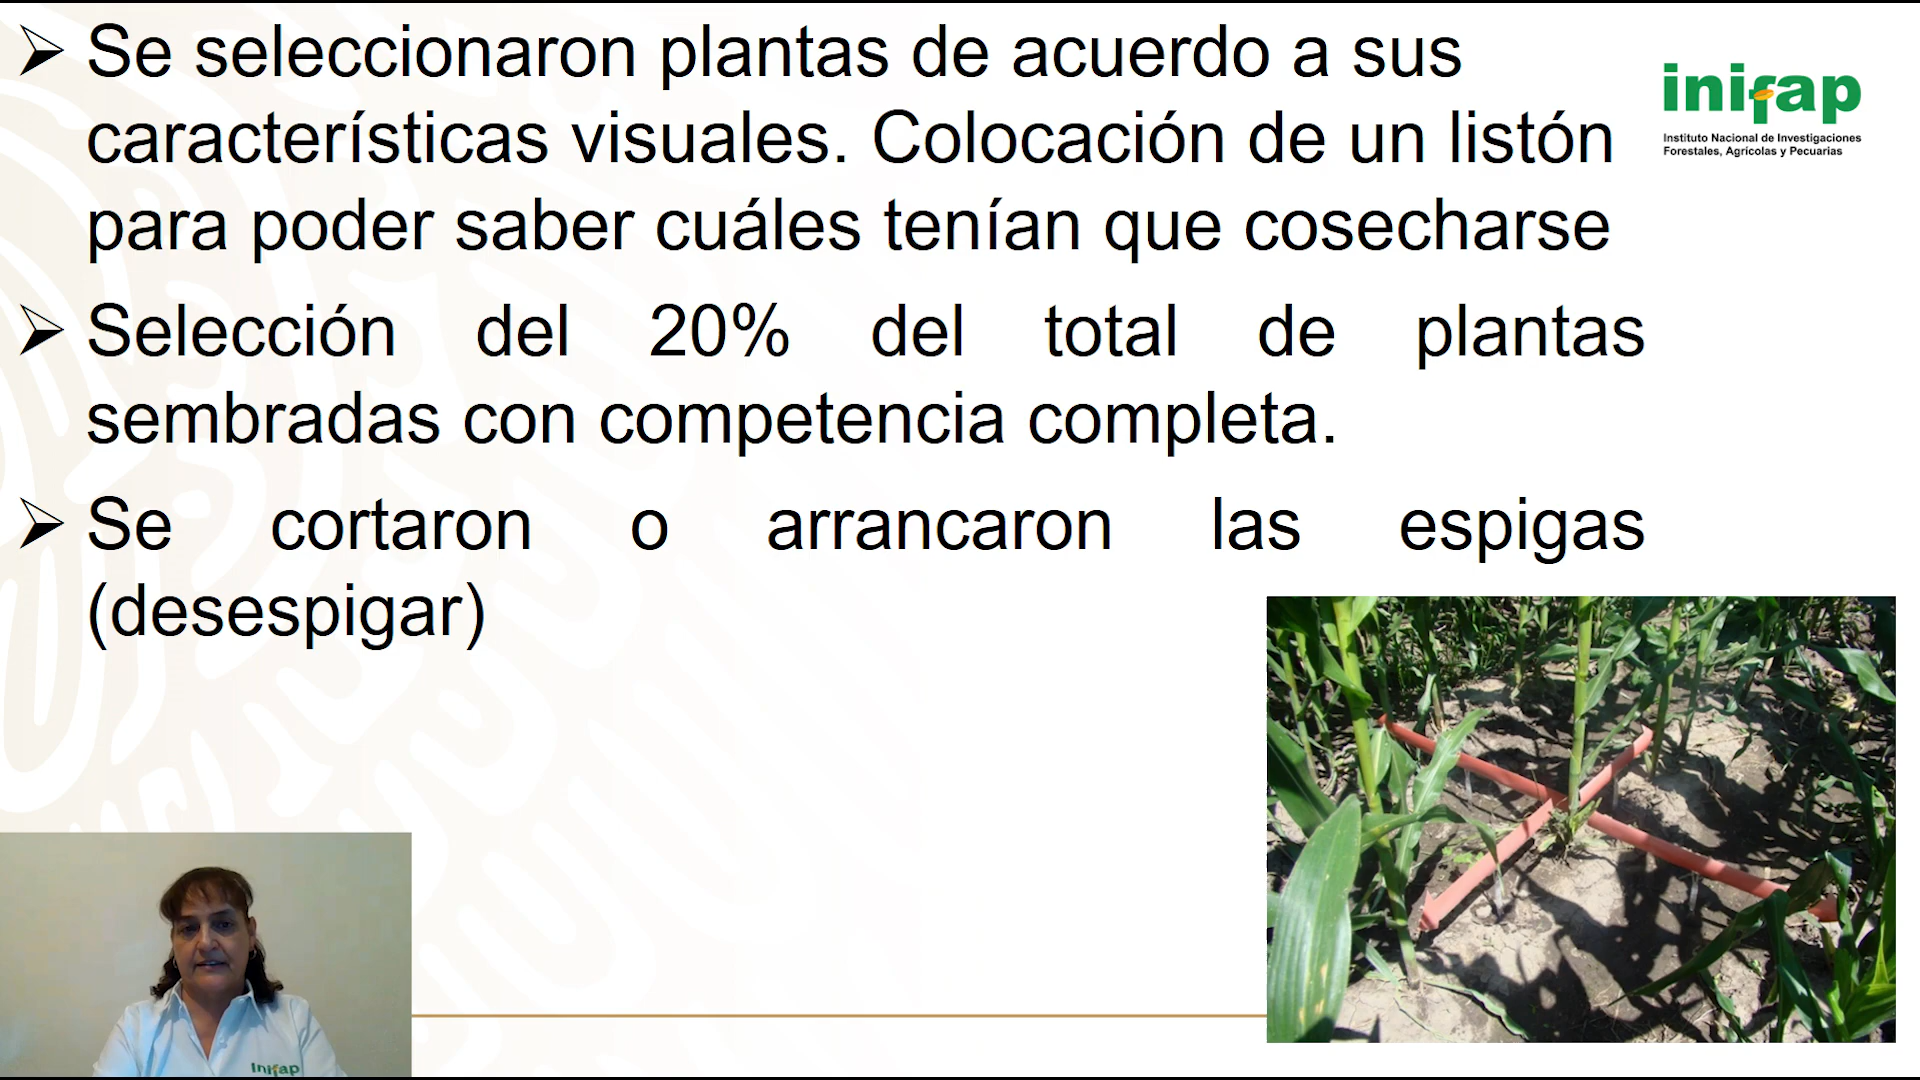 Se seleccionaron plantas de acuerdo a sus
características visuales. Colocación de un listón
para poder saber cuáles tenían que cosecharse
Selección del 20% del total de plantas
sembradas con competencia completa.
Se cortaron o arrancaron las espigas
(desespigar)
inifap
Instituto Nacional de Investigaciones
Forestales, Agrícolas y Pecuarias
inifap